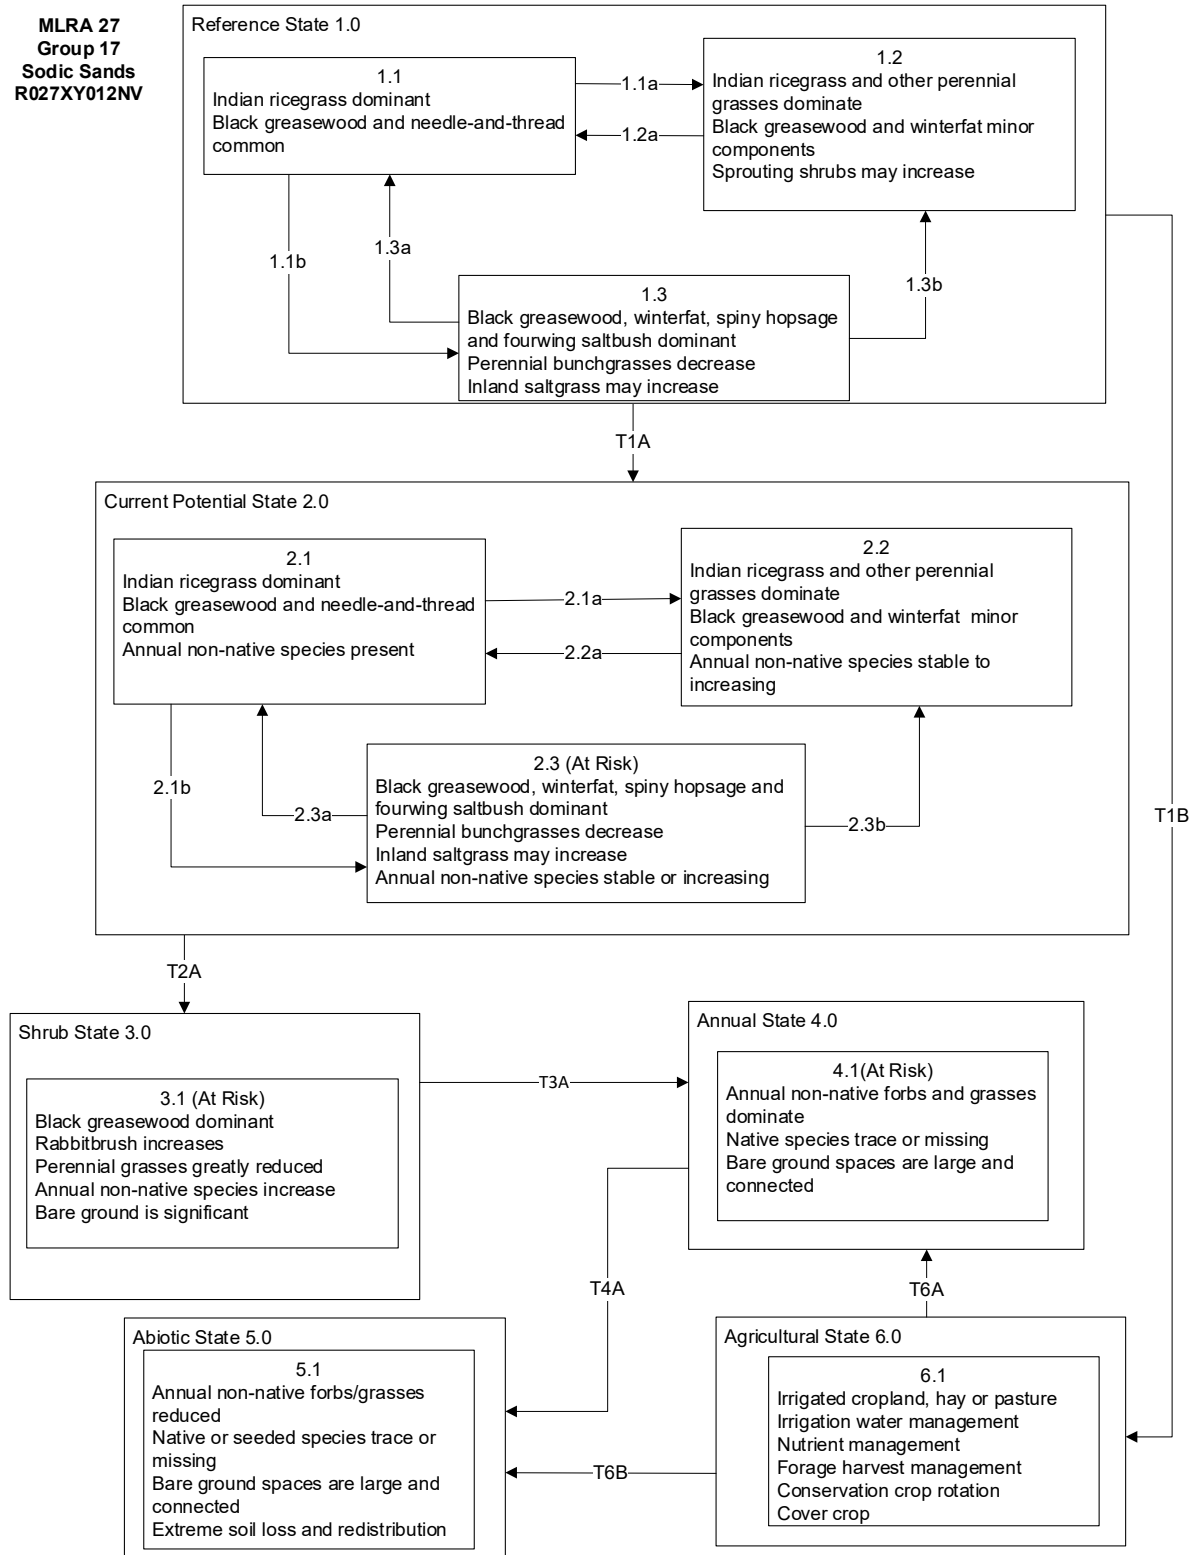 MLRA 27
Group 17
Sodic Sands
R027XY012NV
Reference State 1.0
1.1
Indian ricegrass dominant
Black greasewood and needle-and-thread
common
1.1a
1.2a
1.2
Indian ricegrass and other perennial
grasses dominate
Black greasewood and winterfat minor
components
Sprouting shrubs may increase
1.1b
1.3a
1.3b
1.3
Black greasewood, winterfat, spiny hopsage
and fourwing saltbush dominant
Perennial bunchgrasses decrease
Inland saltgrass may increase
T1A
T1B
Current Potential State 2.0
2.1
Indian ricegrass dominant
Black greasewood and needle-and-thread
common
Annual non-native species present
2.1a
2.2a
2.2
Indian ricegrass and other perennial
grasses dominate
Black greasewood and winterfat  minor
components
Annual non-native species stable to
increasing
2.1b
2.3a
2.3b
2.3 (At Risk)
Black greasewood, winterfat, spiny hopsage and
fourwing saltbush dominant
Perennial bunchgrasses decrease
Inland saltgrass may increase
Annual non-native species stable or increasing
T2A
Shrub State 3.0
3.1 (At Risk)
Black greasewood dominant
Rabbitbrush increases
Perennial grasses greatly reduced
Annual non-native species increase
Bare ground is significant
T3A
Annual State 4.0
4.1(At Risk)
Annual non-native forbs and grasses
dominate
Native species trace or missing
Bare ground spaces are large and
connected
T4A
T6A
Abiotic State 5.0
5.1
Annual non-native forbs/grasses
reduced
Native or seeded species trace or
missing
Bare ground spaces are large and
connected
Extreme soil loss and redistribution
T6B
Agricultural State 6.0
6.1
Irrigated cropland, hay or pasture
Irrigation water management
Nutrient management
Forage harvest management
Conservation crop rotation
Cover crop